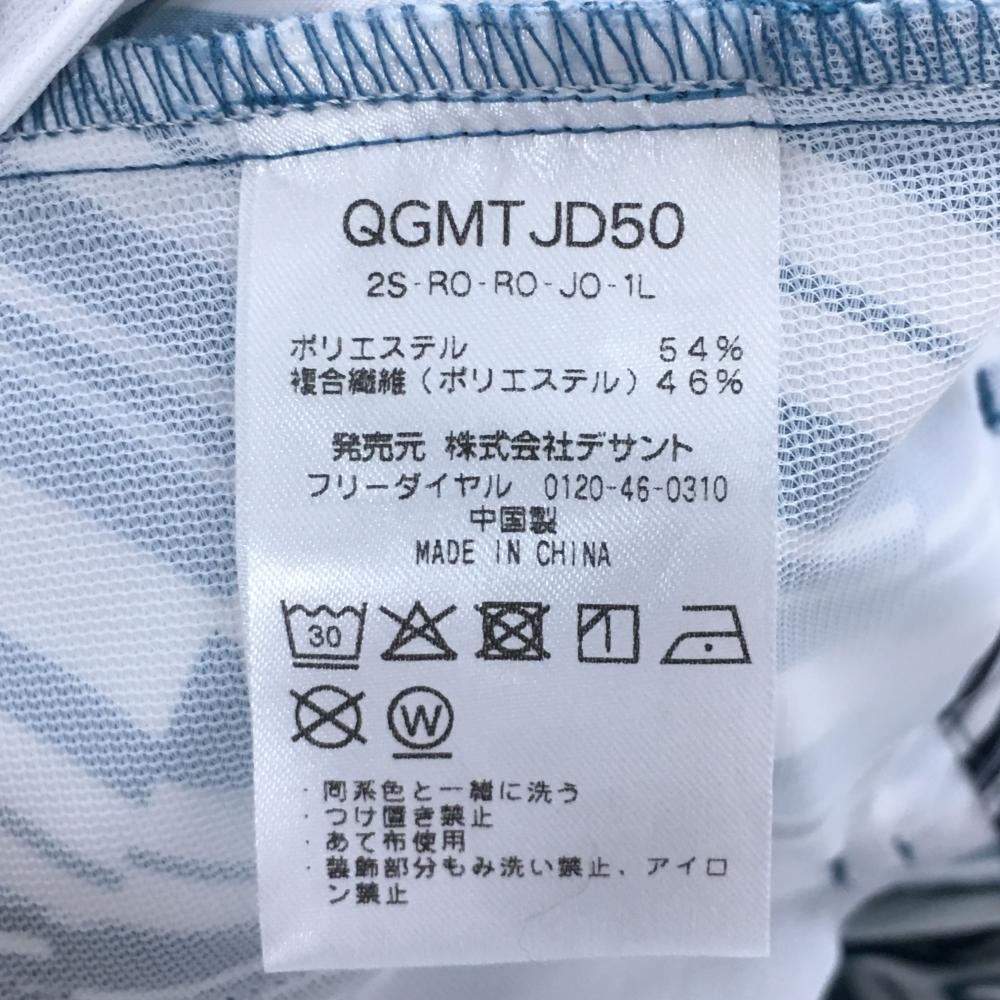 QGMTJD50
2S-RO-RO-JO-1L
ポリエステル 54%
複合繊維(ポリエステル)46%
発売元 株式会社デサント
フリーダイヤル 0120-46-0310
中国製
MADE IN CHINA
30
W
・同系色と一緒に洗う
・つけ置き禁止
・あて布使用
・装飾部分もみ洗い禁止、アイロ
ン禁止